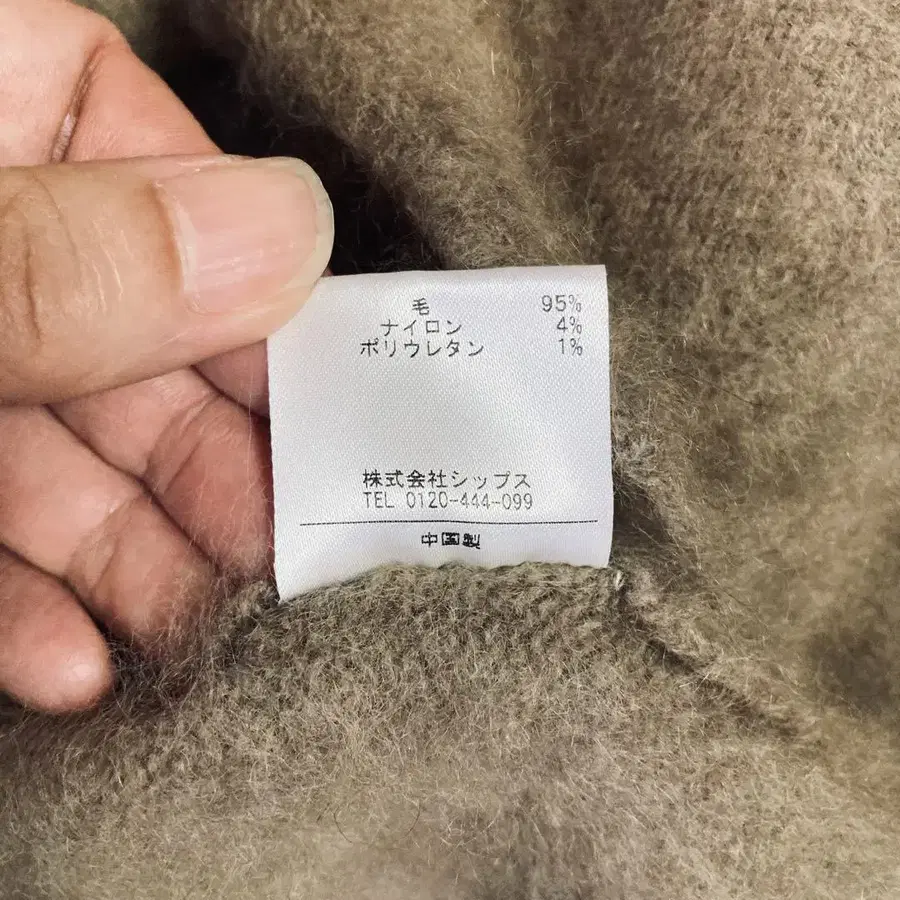 毛 95%
ナイロン 4%
ポリウレタン 1%
株式会社シップス
TEL 0120-444-099
中国製